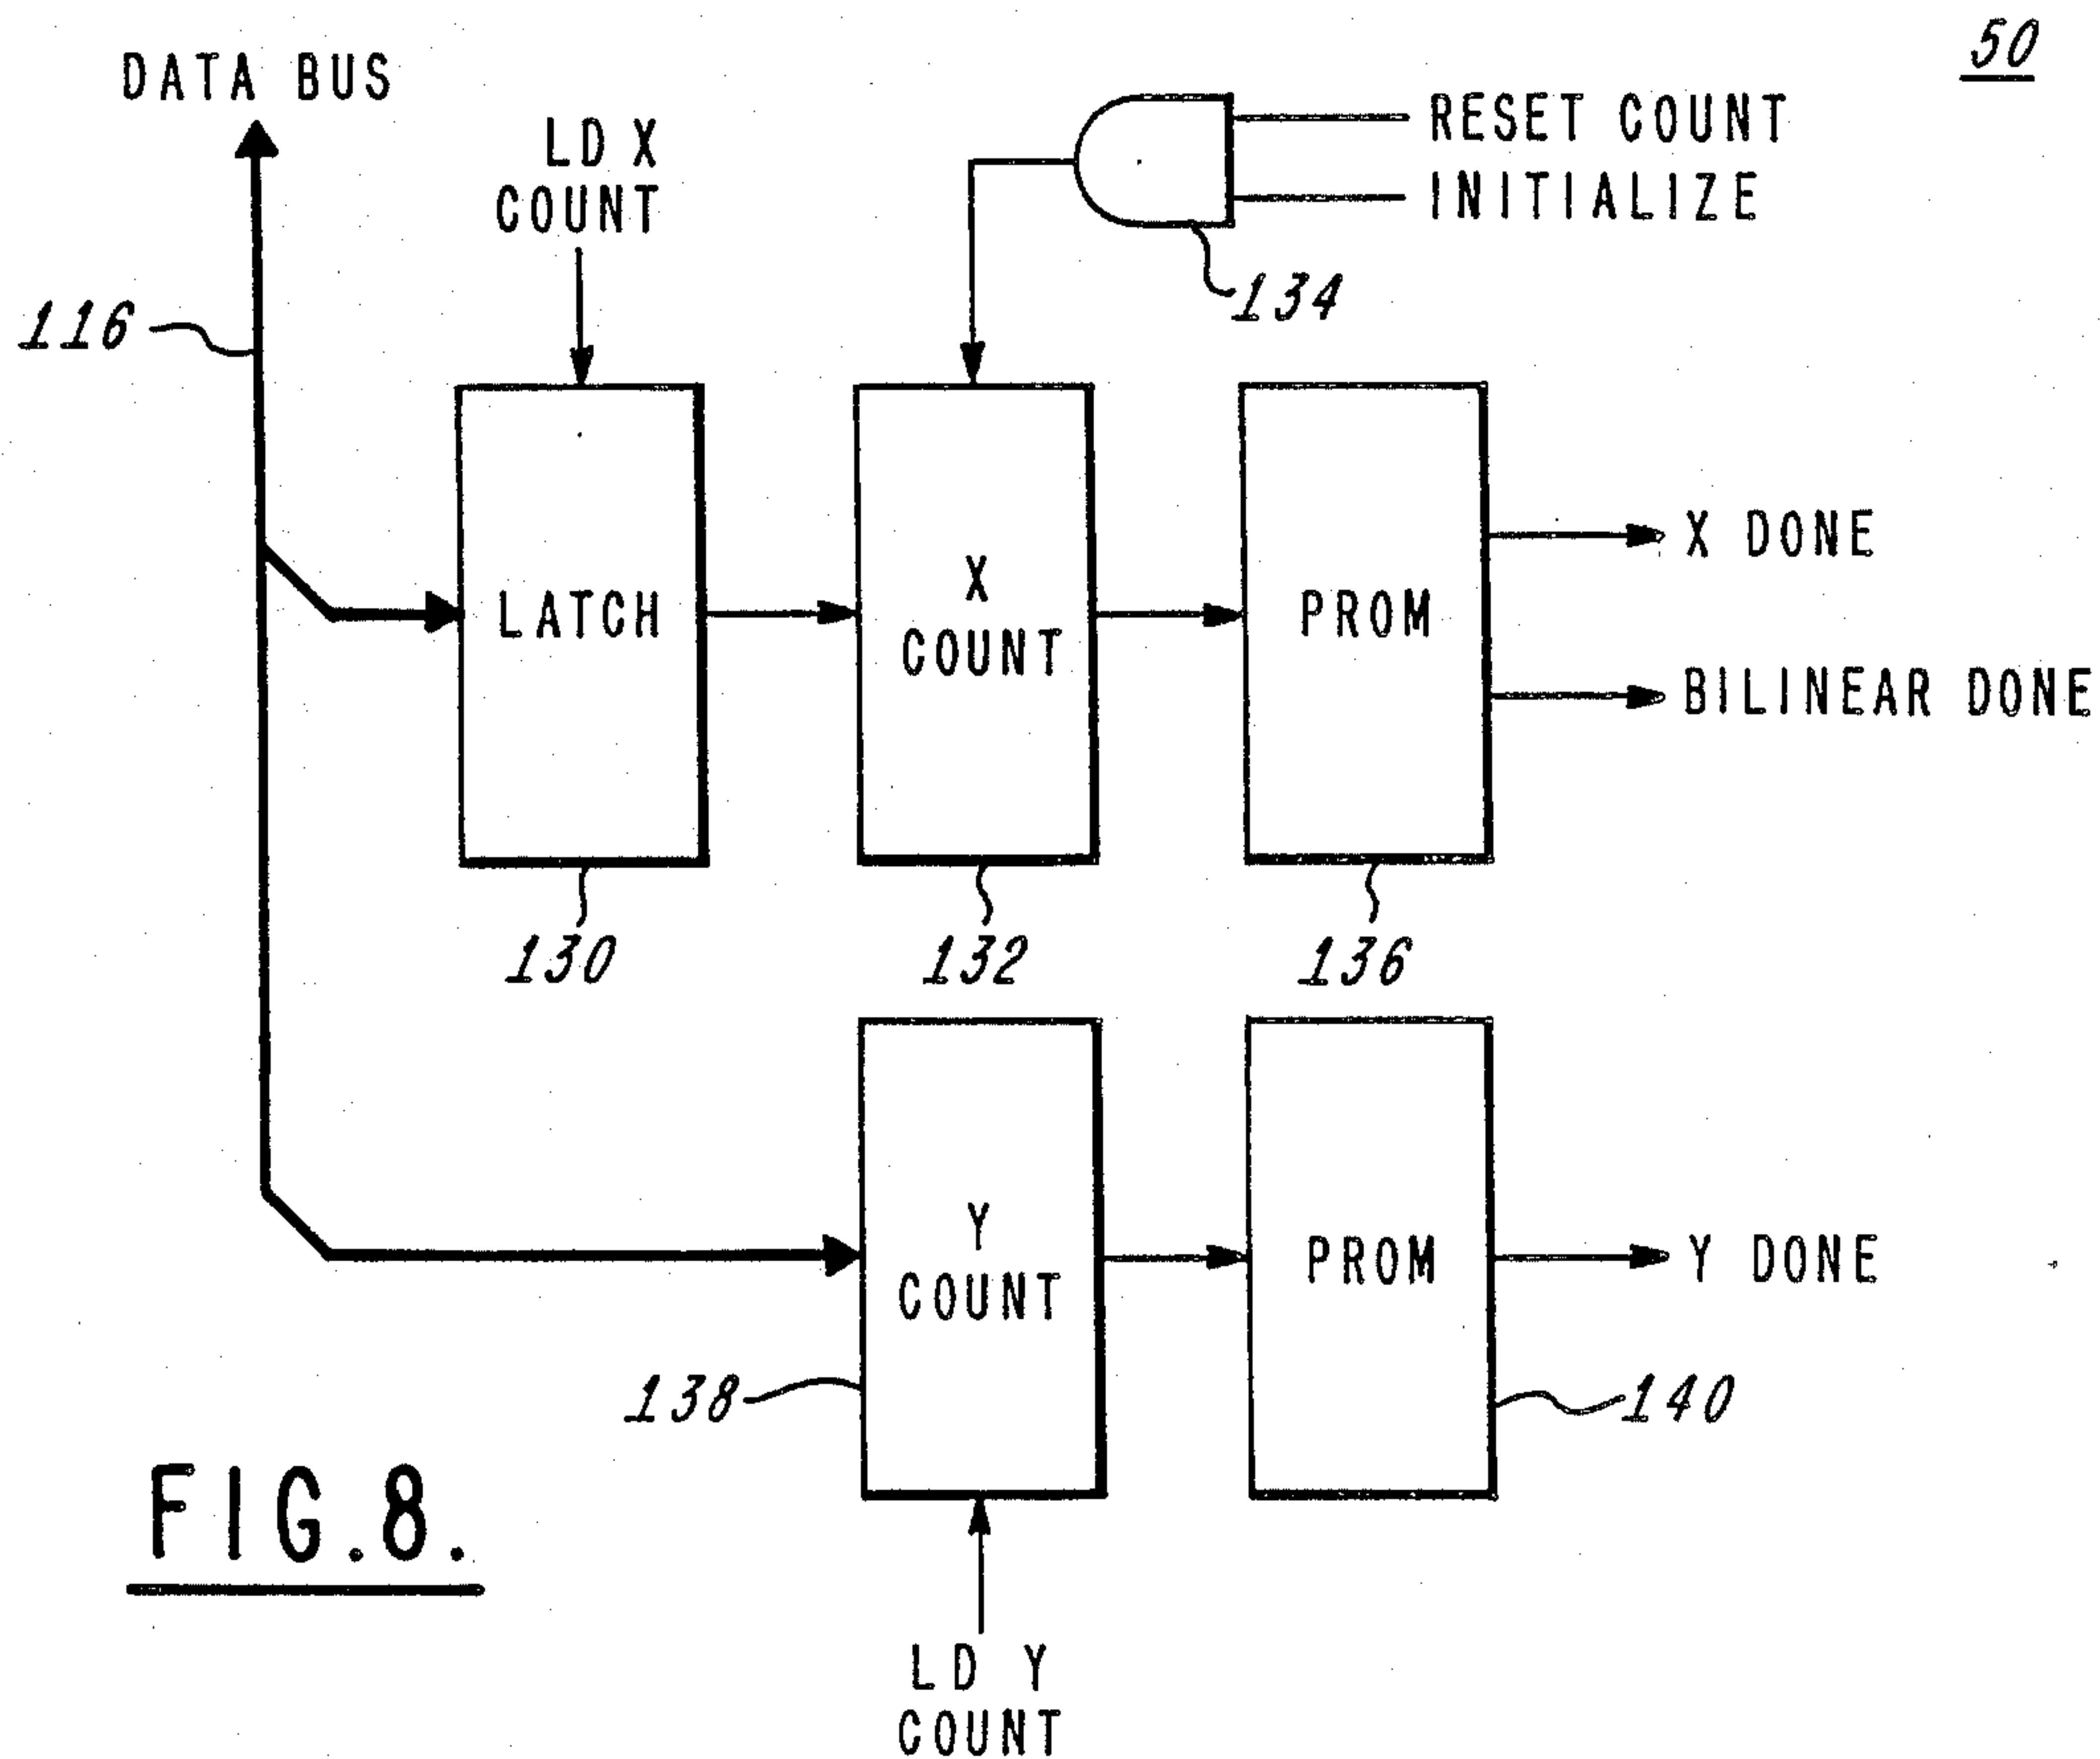 50
DATA BUS
LD X
COUNT
RESET COUNT
INITIALIZE
134
116
LATCH
X
COUNT
PROM
X DONE
BILINEAR DONE
130
132
136
Y
COUNT
PROM
Y DONE
138
140
FIG.8.
LD Y
COUNT